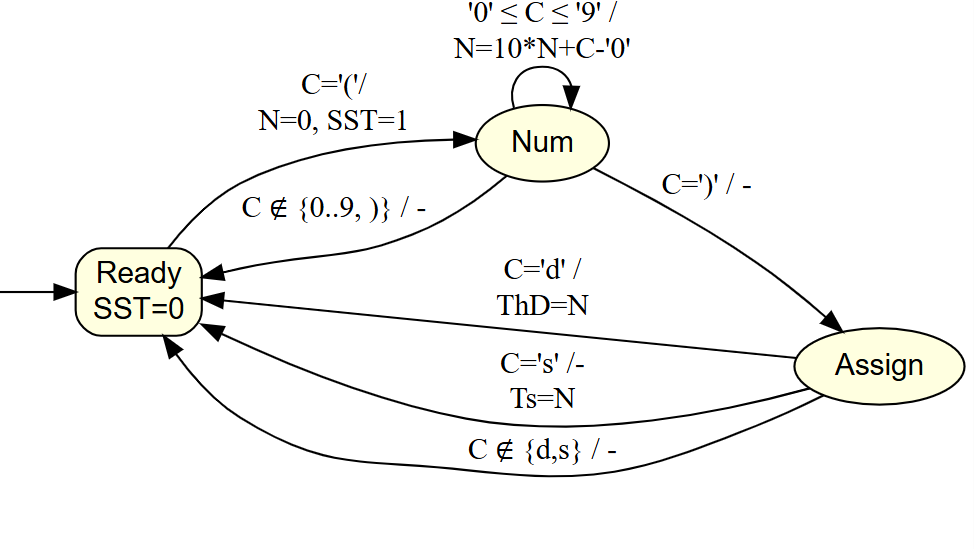 '0' ≤ C ≤ '9' /
N=10*N+C-'0'
C='('/
N=0, SST=1
Num
C=')' / -
C ∉ {0..9, )} / -
Ready
SST=0
C='d' /
ThD=N
C='s' /-
Ts=N
Assign
C ∉ {d,s} / -